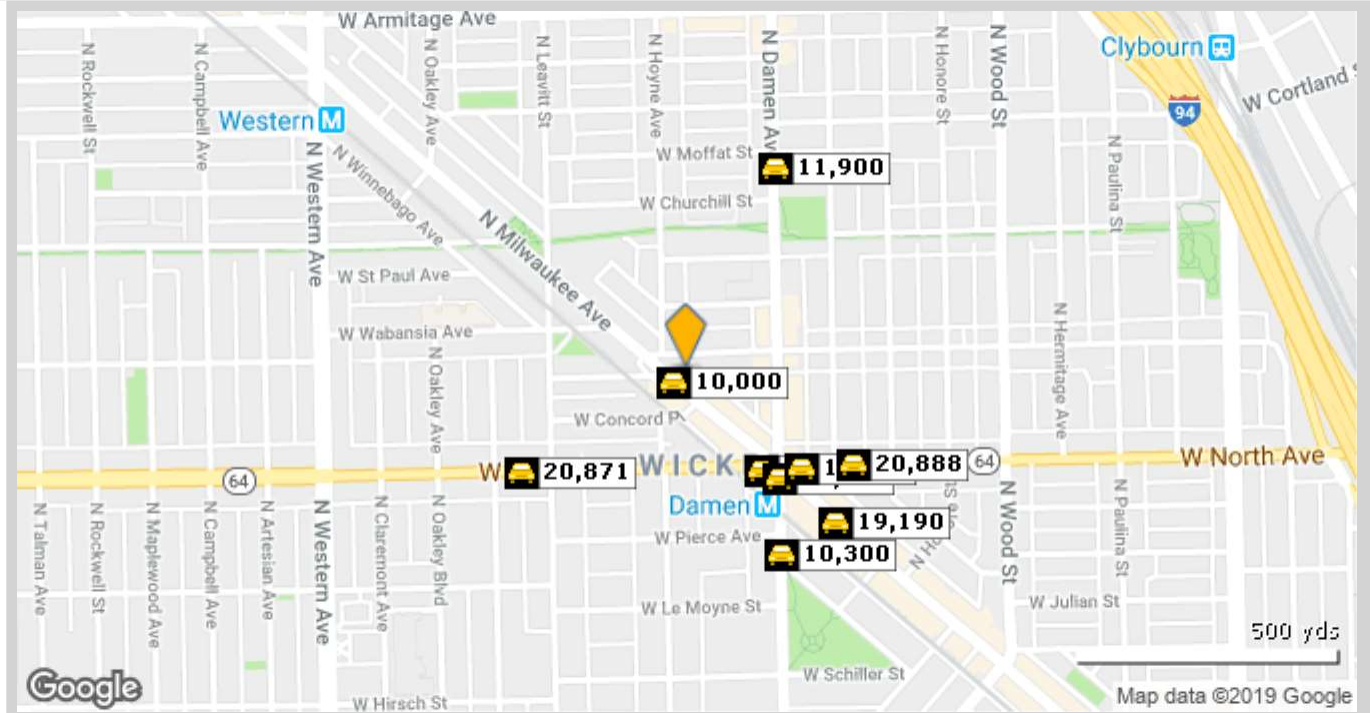 W Armitage Ave
N Rockwell St
N Campbell Ave
N Oakley Ave
N Leavitt St
N Hoyne Ave
N Damen Av
N Honore St
N Wood St
Clybourn
W Cortland
94
Western M
N Western Ave
N Winnebago Ave
W Moffat St
11,900
N Paulina St
W Churchill St
N Milwaukee Ave
W St Paul Ave
W Wabansia Ave
N Oakley Ave
N Hermitage Ave
10,000
W Concord P
64
W
20,871
WICK
1
20,888
64
W North Ave
Damen M
19,190
W Pierce Ave
10,300
N Talman Ave
N Rockwell St
N Maplewood Ave
N Campbell Ave
N Artesian Ave
N Western Ave
N Claremont Ave
N Oakley Blvd
N Ho
N Wood St
N Paulina St
W Le Moyne St
W Julian St
500 yds
W Schiller St
W Hirsch St
Google
Map data ©2019 Google